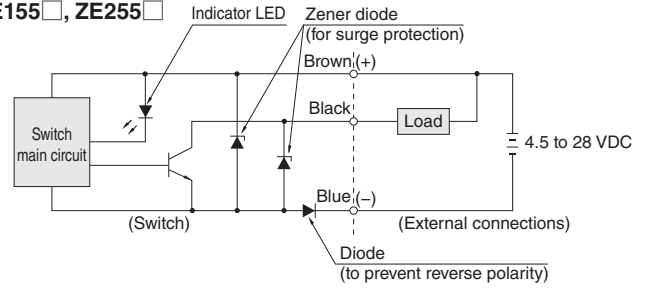 E155□, ZE255□
Indicator LED
Zener diode
(for surge protection)
Brown (+)
Black
Load
Switch
main circuit
4.5 to 28 VDC
Blue (−)
(Switch)
(External connections)
Diode
(to prevent reverse polarity)